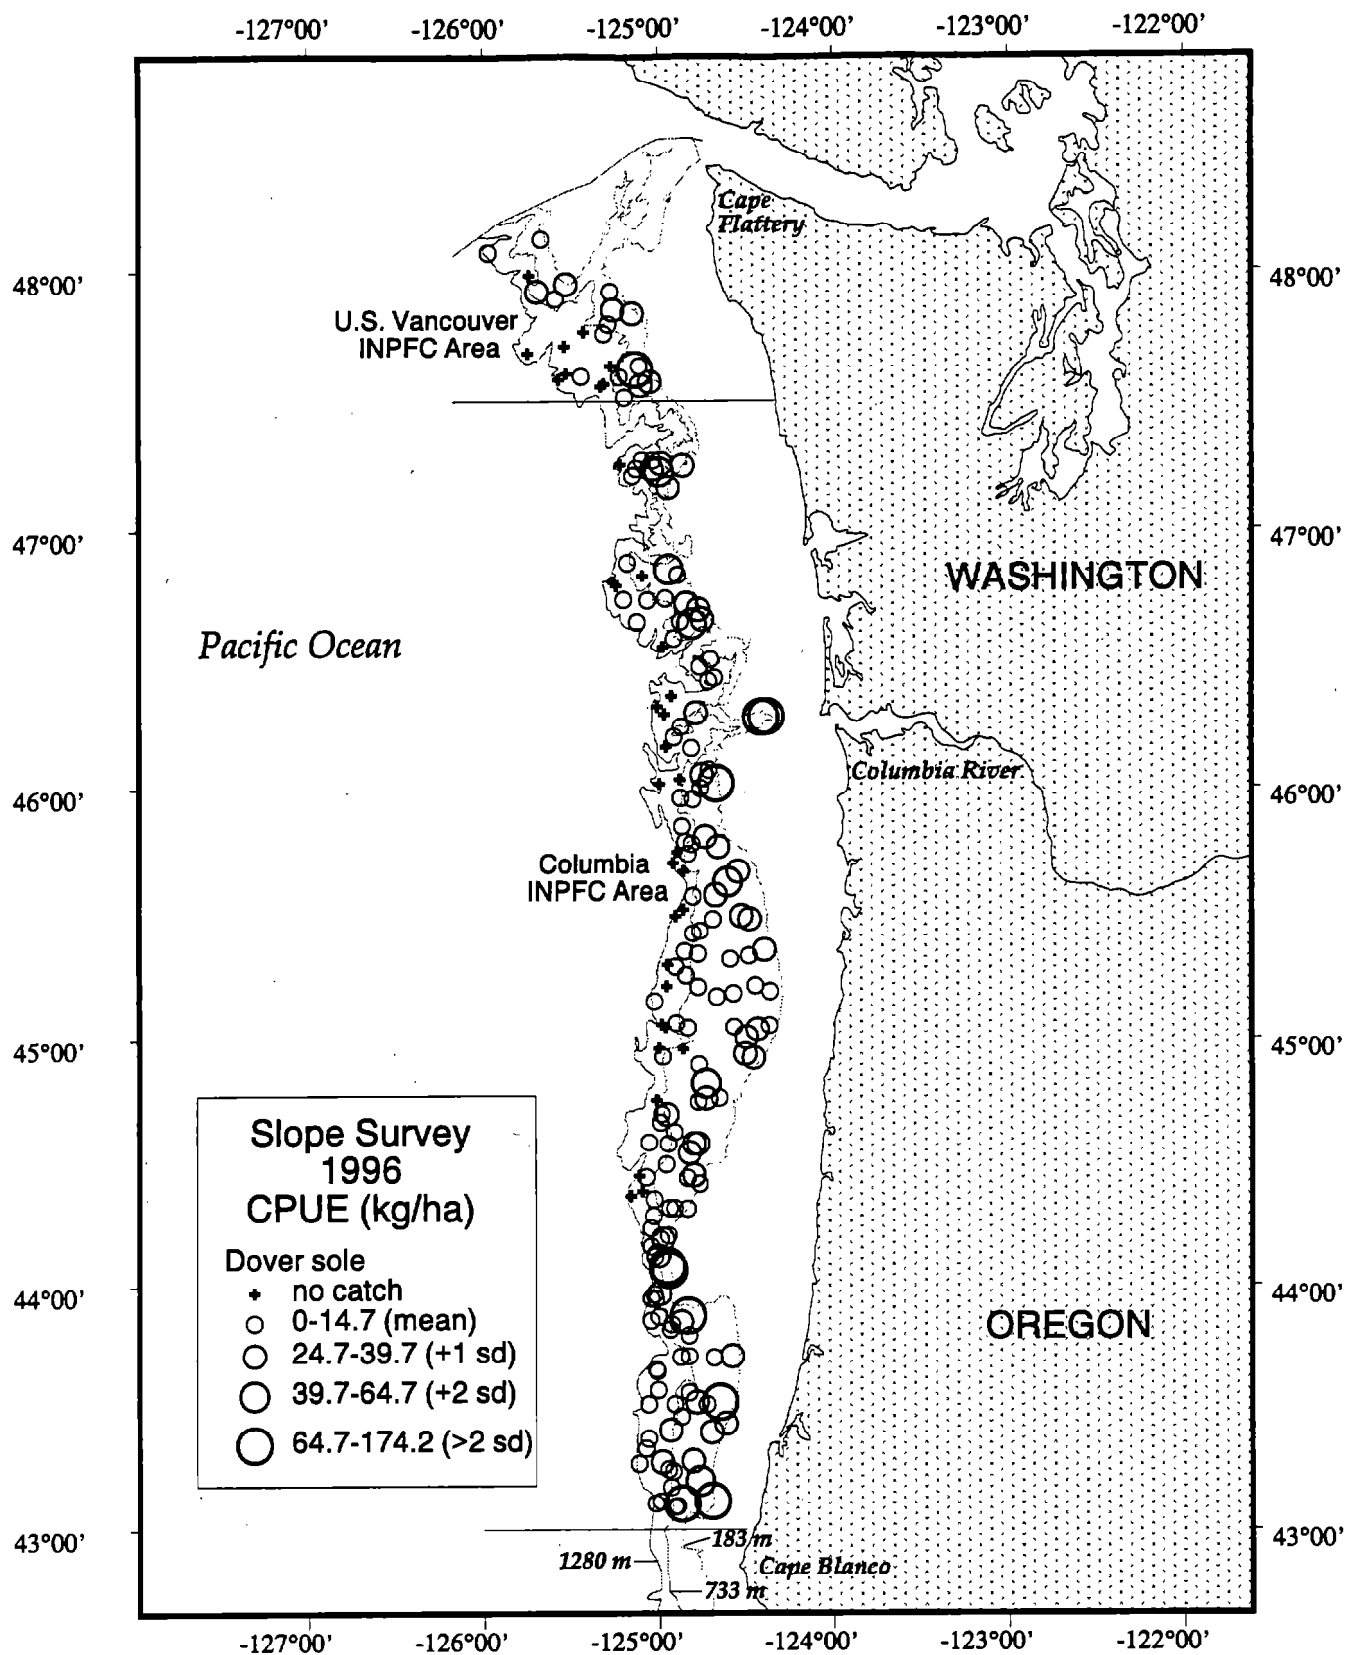 -127°00' -126°00' -125°00' -124°00' -123°00' -122°00'
Cape
Flattery
48°00' 48°00'
U.S. Vancouver
INPFC Area
47°00' 47°00'
WASHINGTON
Pacific Ocean
Columbia River
46°00' 46°00'
Columbia
INPFC Area
45°00' 45°00'
Slope Survey
1996
CPUE (kg/ha)
Dover sole
no catch
0-14.7 (mean)
24.7-39.7 (+1 sd)
39.7-64.7 (+2 sd)
64.7-174.2 (>2 sd)
44°00' 44°00'
OREGON
43°00' 43°00'
183 m
1280 m
Cape Blanco
733 m
-127°00' -126°00' -125°00' -124°00' -123°00' -122°00'